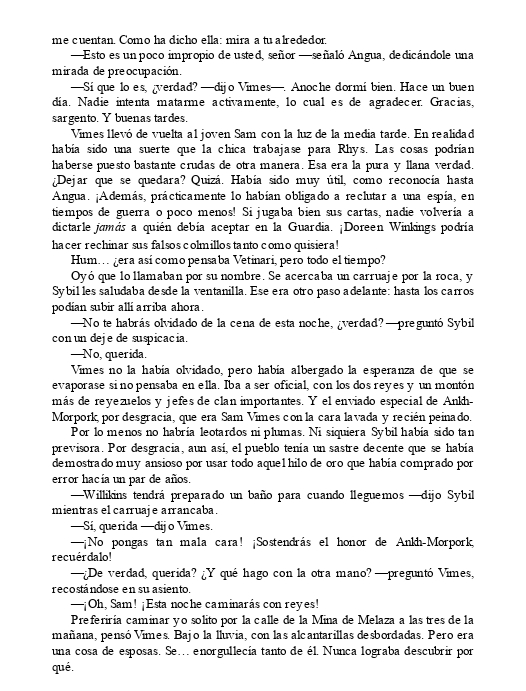 me cuentan. Como ha dicho ella: mira a tu alrededor.
—Esto es un poco impropio de usted, señor —señaló Angua, dedicándole una
mirada de preocupación.
—Sí que lo es, ¿verdad? —dijo Vimes—. Anoche dormí bien. Hace un buen
día. Nadie intenta matarme activamente, lo cual es de agradecer. Gracias,
sargento. Y buenas tardes.
Vimes llevó de vuelta al joven Sam con la luz de la media tarde. En realidad
había sido una suerte que la chica trabajase para Rhys. Las cosas podrían
haberse puesto bastante crudas de otra manera. Esa era la pura y llana verdad.
¿Dejar que se quedara? Quizá. Había sido muy útil, como reconocía hasta
Angua. ¡Además, prácticamente lo habían obligado a reclutar a una espía, en
tiempos de guerra o poco menos! Si jugaba bien sus cartas, nadie volvería a
dictarle jamás a quién debía aceptar en la Guardia. ¡Doreen Winkings podría
hacer rechinar sus falsos colmillos tanto como quisiera!
Hum… ¿era así como pensaba Vetinari, pero todo el tiempo?
Oyó que lo llamaban por su nombre. Se acercaba un carruaje por la roca, y
Sybil les saludaba desde la ventanilla. Ese era otro paso adelante: hasta los carros
podían subir allí arriba ahora.
—No te habrás olvidado de la cena de esta noche, ¿verdad? —preguntó Sybil
con un deje de suspicacia.
—No, querida.
Vimes no la había olvidado, pero había albergado la esperanza de que se
evaporase si no pensaba en ella. Iba a ser oficial, con los dos reyes y un montón
más de reyezuelos y jefes de clan importantes. Y el enviado especial de Ankh-
Morpork, por desgracia, que era Sam Vimes con la cara lavada y recién peinado.
Por lo menos no habría leotardos ni plumas. Ni siquiera Sybil había sido tan
previsora. Por desgracia, aun así, el pueblo tenía un sastre decente que se había
demostrado muy ansioso por usar todo aquel hilo de oro que había comprado por
error hacía un par de años.
—Willikins tendrá preparado un baño para cuando lleguemos —dijo Sybil
mientras el carruaje arrancaba.
—Sí, querida —dijo Vimes.
—¡No pongas tan mala cara! ¡Sostendrás el honor de Ankh-Morpork,
recuérdalo!
—¿De verdad, querida? ¿Y qué hago con la otra mano? —preguntó Vimes,
recostándose en su asiento.
—¡Oh, Sam! ¡Esta noche caminarás con reyes!
Preferiría caminar yo solito por la calle de la Mina de Melaza a las tres de la
mañana, pensó Vimes. Bajo la lluvia, con las alcantarillas desbordadas. Pero era
una cosa de esposas. Se… enorgullecía tanto de él. Nunca lograba descubrir por
qué.